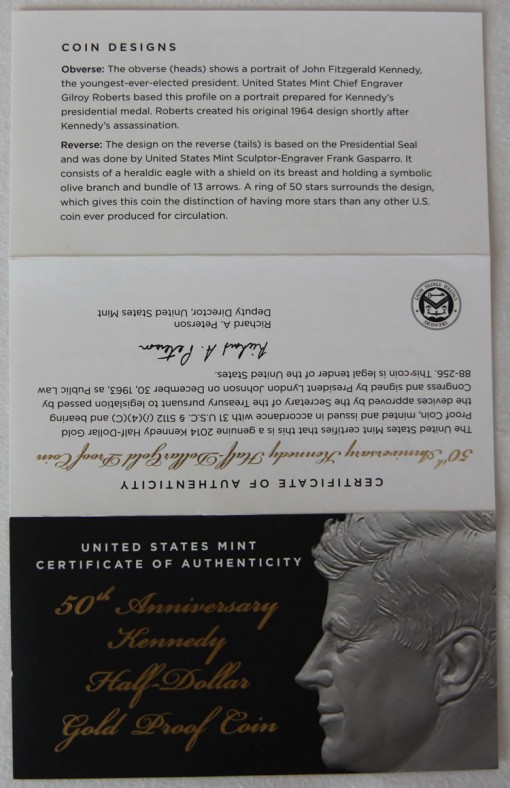 COIN DESIGNS
Obverse: The obverse (heads) shows a portrait of John Fitzgerald Kennedy,
the youngest-ever-elected president. United States Mint Chief Engraver
Gilroy Roberts based this profile on a portrait prepared for Kennedy's
presidential medal. Roberts created his original 1964 design shortly after
Kennedy's assassination.
Reverse: The design on the reverse (tails) is based on the Presidential Seal
and was done by United States Mint Sculptor-Engraver Frank Gasparro. It
consists of a heraldic eagle with a shield on its breast and holding a symbolic
olive branch and bundle of 13 arrows. A ring of 50 stars surrounds the design,
which gives this coin the distinction of having more stars than any other U.S.
coin ever produced for circulation.
CERTIFICATE OF AUTHENTICITY
50th Anniversary Kennedy Half-Dollar Gold Proof Coin
The United States Mint certifies that this is a genuine 2014 Kennedy Half-Dollar Gold
Proof Coin, minted and issued in accordance with 31 U.S.C. § 5112 (i)(4)(C) and bearing
the devices approved by the Secretary of the Treasury pursuant to legislation passed by
Congress and signed by President Lyndon Johnson on December 30, 1963, as Public Law
88-256. This coin is legal tender of the United States.
Richard A. Peterson
Richard A. Peterson
Deputy Director, United States Mint
UNITED STATES MINT
CERTIFICATE OF AUTHENTICITY
50th Anniversary
Kennedy
Half-Dollar
Gold Proof Coin